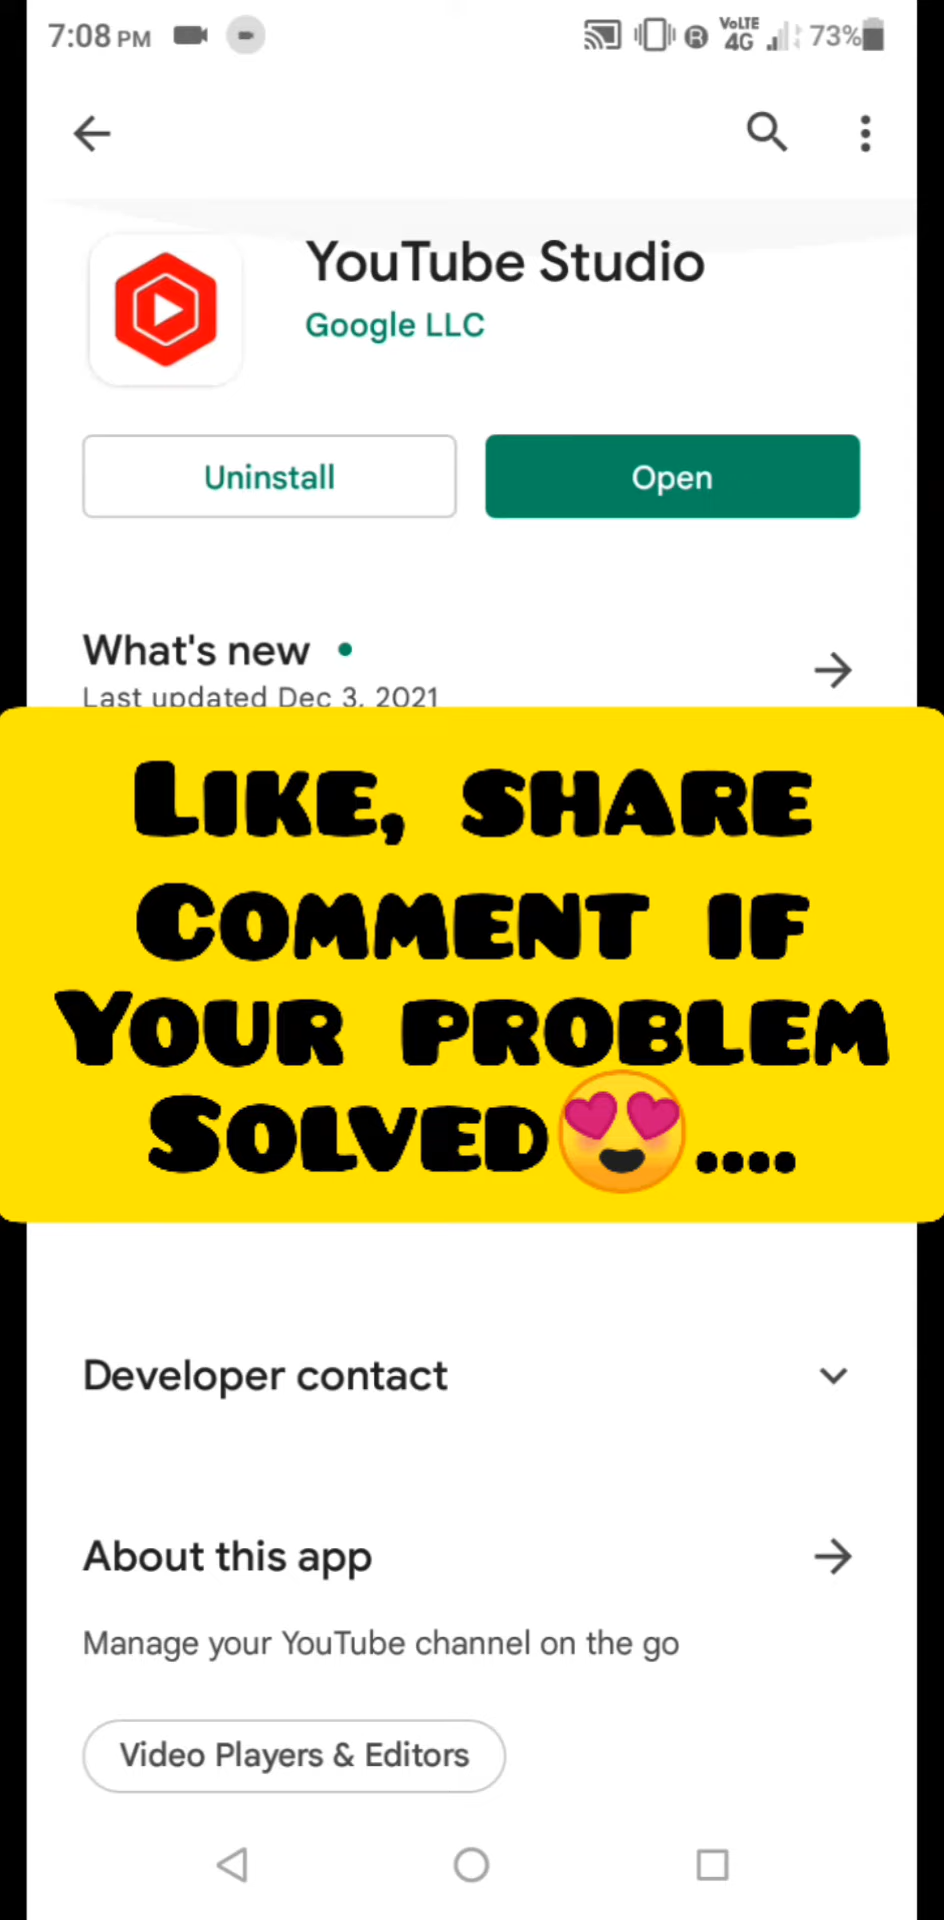 7:08 PM
R VoLTE 4G 73%
YouTube Studio
Google LLC
Uninstall
Open
What's new
Last updated Dec 3, 2021
LIKE, SHARE
COMMENT IF
YOUR PROBLEM
SOLVED😍....
Developer contact
About this app
Manage your YouTube channel on the go
Video Players & Editors